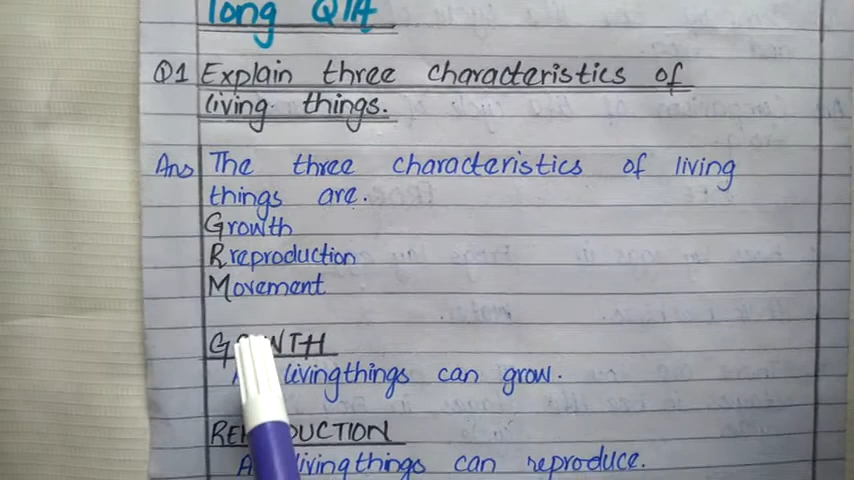 long Q/A
Q1 Explain three characteristics of
living things.
Ans The three characteristics of living
things are.
Growth
Rreproduction
Movement
livingthings can grow.
livingthings can reproduce.